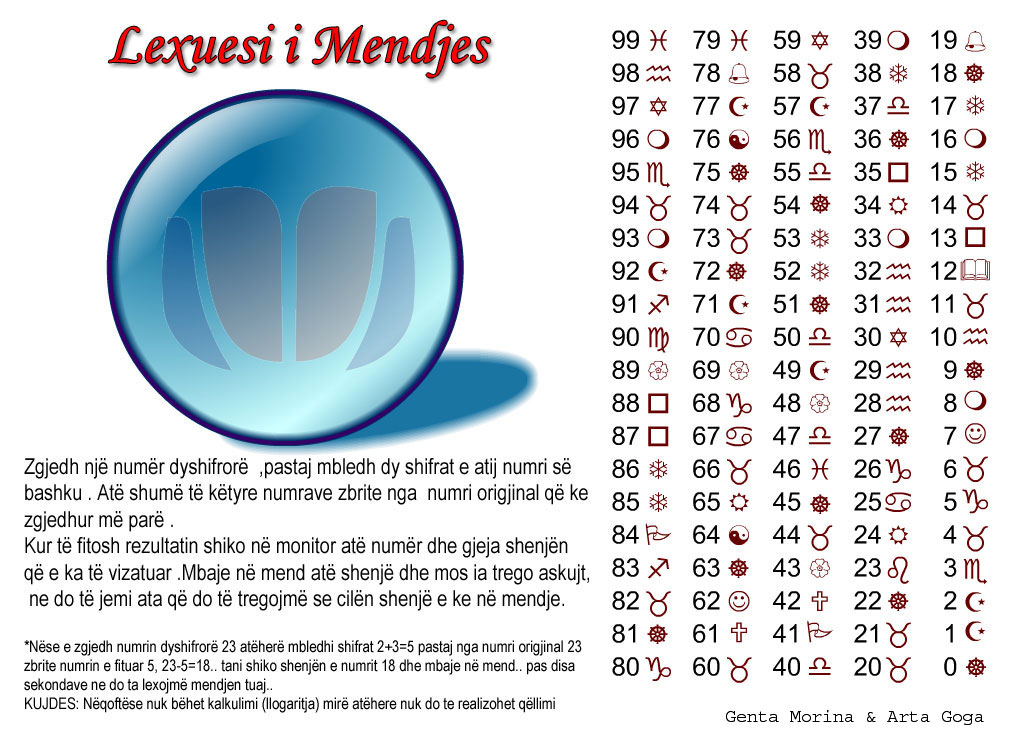 Lexuesi i Mendjes
Zgjedh një numër dyshifrorë  ,pastaj mbledh dy shifrat e atij numri së
bashku . Atë shumë të këtyre numrave zbrite nga  numri origjinal që ke
zgjedhur më parë .
Kur të fitosh rezultatin shiko në monitor atë numër dhe gjeja shenjën
që e ka të vizatuar .Mbaje në mend atë shenjë dhe mos ia trego askujt,
ne do të jemi ata që do të tregojmë se cilën shenjë e ke në mendje.
*Nëse e zgjedh numrin dyshifrorë 23 atëherë mbledhi shifrat 2+3=5 pastaj nga numri origjinal 23
zbrite numrin e fituar 5, 23-5=18.. tani shiko shenjën e numrit 18 dhe mbaje në mend.. pas disa
sekondave ne do ta lexojmë mendjen tuaj..
KUJDES: Nëqoftëse nuk bëhet kalkulimi (llogaritja) mirë atëhere nuk do te realizohet qëllimi
99 79 59 39 19
98 78 58 38 18
97 77 57 37 17
96 76 56 36 16
95 75 55 35 15
94 74 54 34 14
93 73 53 33 13
92 72 52 32 12
91 71 51 31 11
90 70 50 30 10
89 69 49 29 9
88 68 48 28 8
87 67 47 27 7
86 66 46 26 6
85 65 45 25 5
84 64 44 24 4
83 63 43 23 3
82 62 42 22 2
81 61 41 21 1
80 60 40 20 0
Genta Morina & Arta Goga